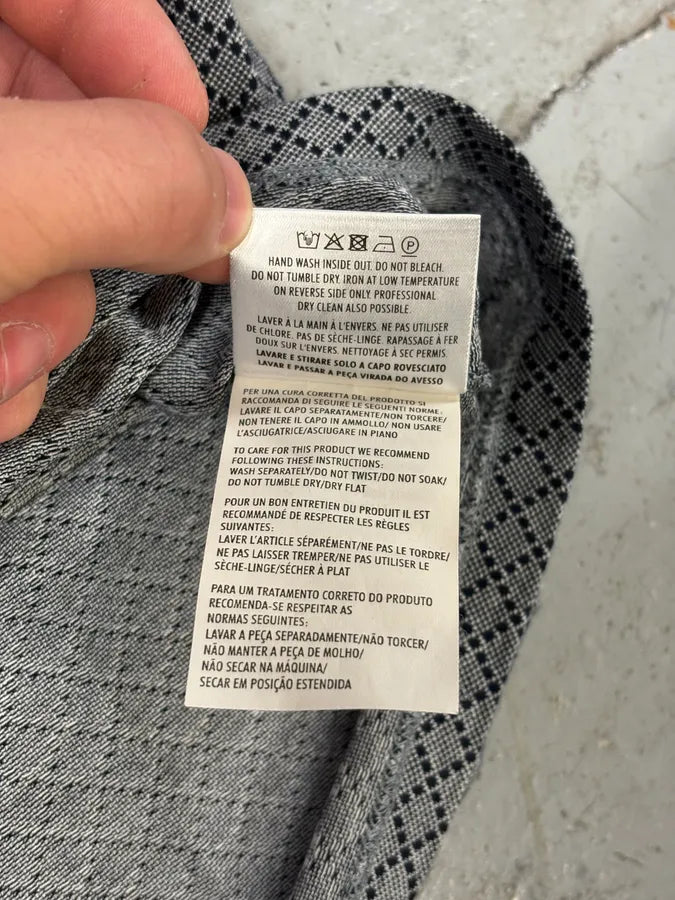 P
HAND WASH INSIDE OUT. DO NOT BLEACH.
DO NOT TUMBLE DRY. IRON AT LOW TEMPERATURE
ON REVERSE SIDE ONLY. PROFESSIONAL
DRY CLEAN ALSO POSSIBLE.
LAVER À LA MAIN À L'ENVERS. NE PAS UTILISER
DE CHLORE. PAS DE SÈCHE-LINGE. RAPASSAGE À FER
DOUX SUR L'ENVERS. NETTOYAGE À SEC PERMIS.
LAVARE E STIRARE SOLO A CAPO ROVESCIATO
LAVAR E PASSAR A PEÇA VIRADA DO AVESSO
PER UNA CURA CORRETTA DEL PRODOTTO SI
RACCOMANDA DI SEGUIRE LE SEGUENTI NORME:
LAVARE IL CAPO SEPARATAMENTE/NON TORCERE/
NON TENERE IL CAPO IN AMMOLLO/ NON USARE
L'ASCIUGATRICE/ASCIUGARE IN PIANO
TO CARE FOR THIS PRODUCT WE RECOMMEND
FOLLOWING THESE INSTRUCTIONS:
WASH SEPARATELY/DO NOT TWIST/DO NOT SOAK/
DO NOT TUMBLE DRY/DRY FLAT
POUR UN BON ENTRETIEN DU PRODUIT IL EST
RECOMMANDÉ DE RESPECTER LES RÈGLES
SUIVANTES:
LAVER L'ARTICLE SÉPARÉMENT/NE PAS LE TORDRE/
NE PAS LAISSER TREMPER/NE PAS UTILISER LE
SÈCHE-LINGE/SÉCHER À PLAT
PARA UM TRATAMENTO CORRETO DO PRODUTO
RECOMENDA-SE RESPEITAR AS
NORMAS SEGUINTES:
LAVAR A PEÇA SEPARADAMENTE/NÃO TORCER/
NÃO MANTER A PEÇA DE MOLHO/
NÃO SECAR NA MÁQUINA/
SECAR EM POSIÇÃO ESTENDIDA